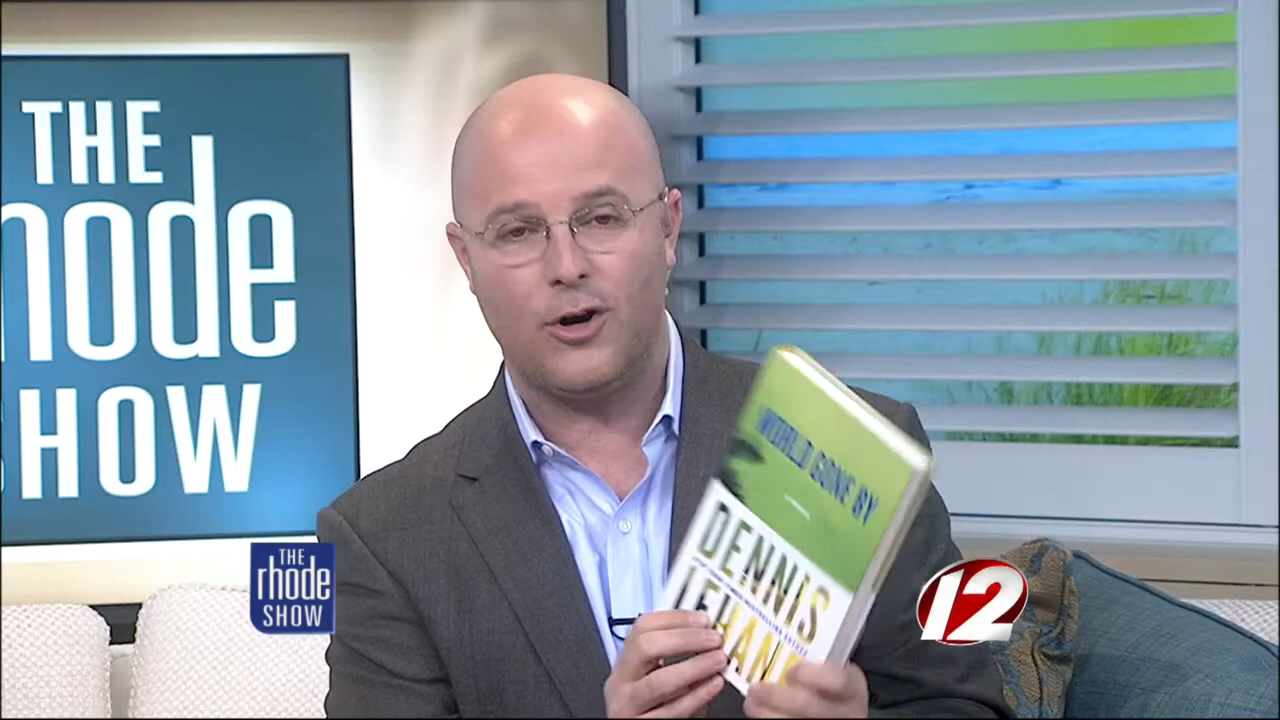 THE
rhode
SHOW
WORLD GONE BY
DENNIS
LEHANE
THE
rhode
SHOW
12